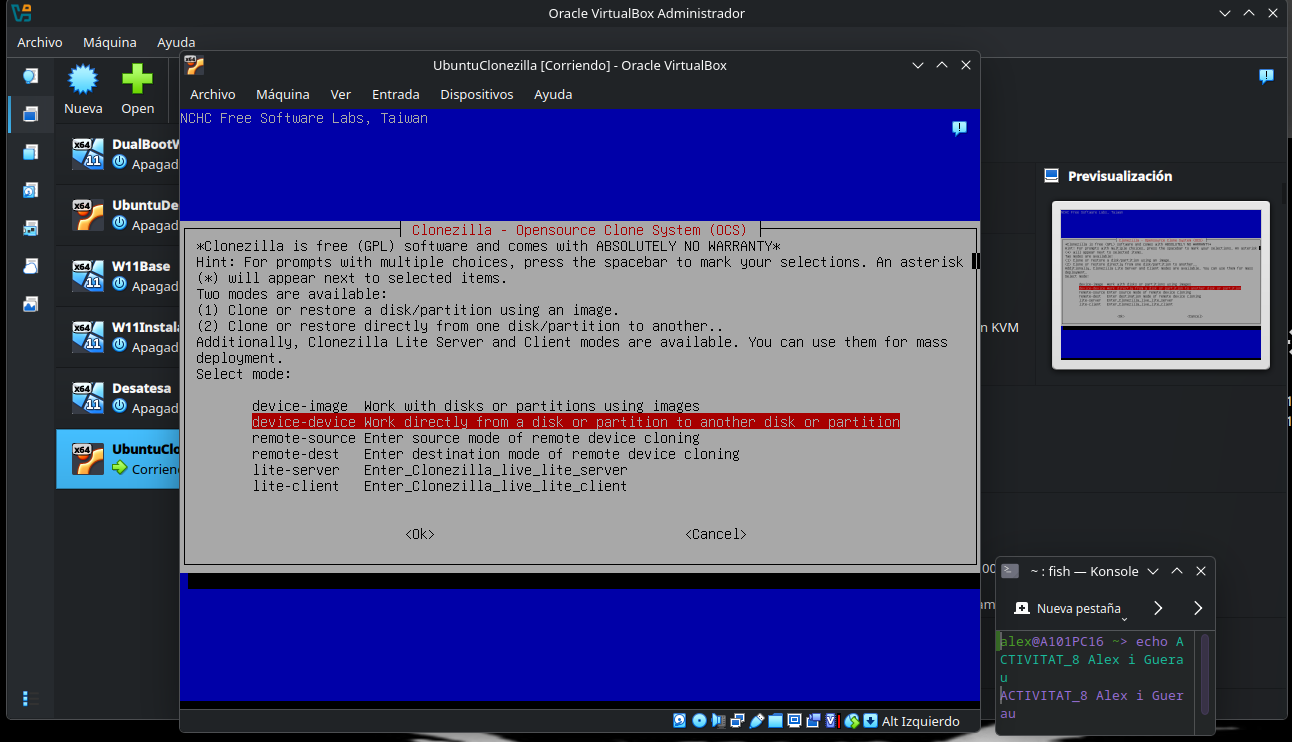 Oracle VirtualBox Administrador
Archivo Máquina Ayuda
Nueva
Open
DualBootW
Apagad
UbuntuDe
Apagad
W11Base
Apagad
W11Instala
Apagad
Desatesa
Apagad
UbuntuClo
Corrien
UbuntuClonezilla [Corriendo] - Oracle VirtualBox
Archivo Máquina Ver Entrada Dispositivos Ayuda
NCHC Free Software Labs, Taiwan
Clonezilla - Opensource Clone System (OCS)
*Clonezilla is free (GPL) software and comes with ABSOLUTELY NO WARRANTY*
Hint: For prompts with multiple choices, press the spacebar to mark your selections. An asterisk
(*) will appear next to selected items.
Two modes are available:
(1) Clone or restore a disk/partition using an image.
(2) Clone or restore directly from one disk/partition to another..
Additionally, Clonezilla Lite Server and Client modes are available. You can use them for mass
deployment.
Select mode:
device-image Work with disks or partitions using images
device-device Work directly from a disk or partition to another disk or partition
remote-source Enter source mode of remote device cloning
remote-dest Enter destination mode of remote device cloning
lite-server Enter_Clonezilla_live_lite_server
lite-client Enter_Clonezilla_live_lite_client
<Ok> <Cancel>
Alt Izquierdo
Previsualización
n KVM
~ : fish — Konsole
Nueva pestaña
alex@A101PC16 ~> echo A
CTIVITAT_8 Alex i Guera
u
ACTIVITAT_8 Alex i Guer
au